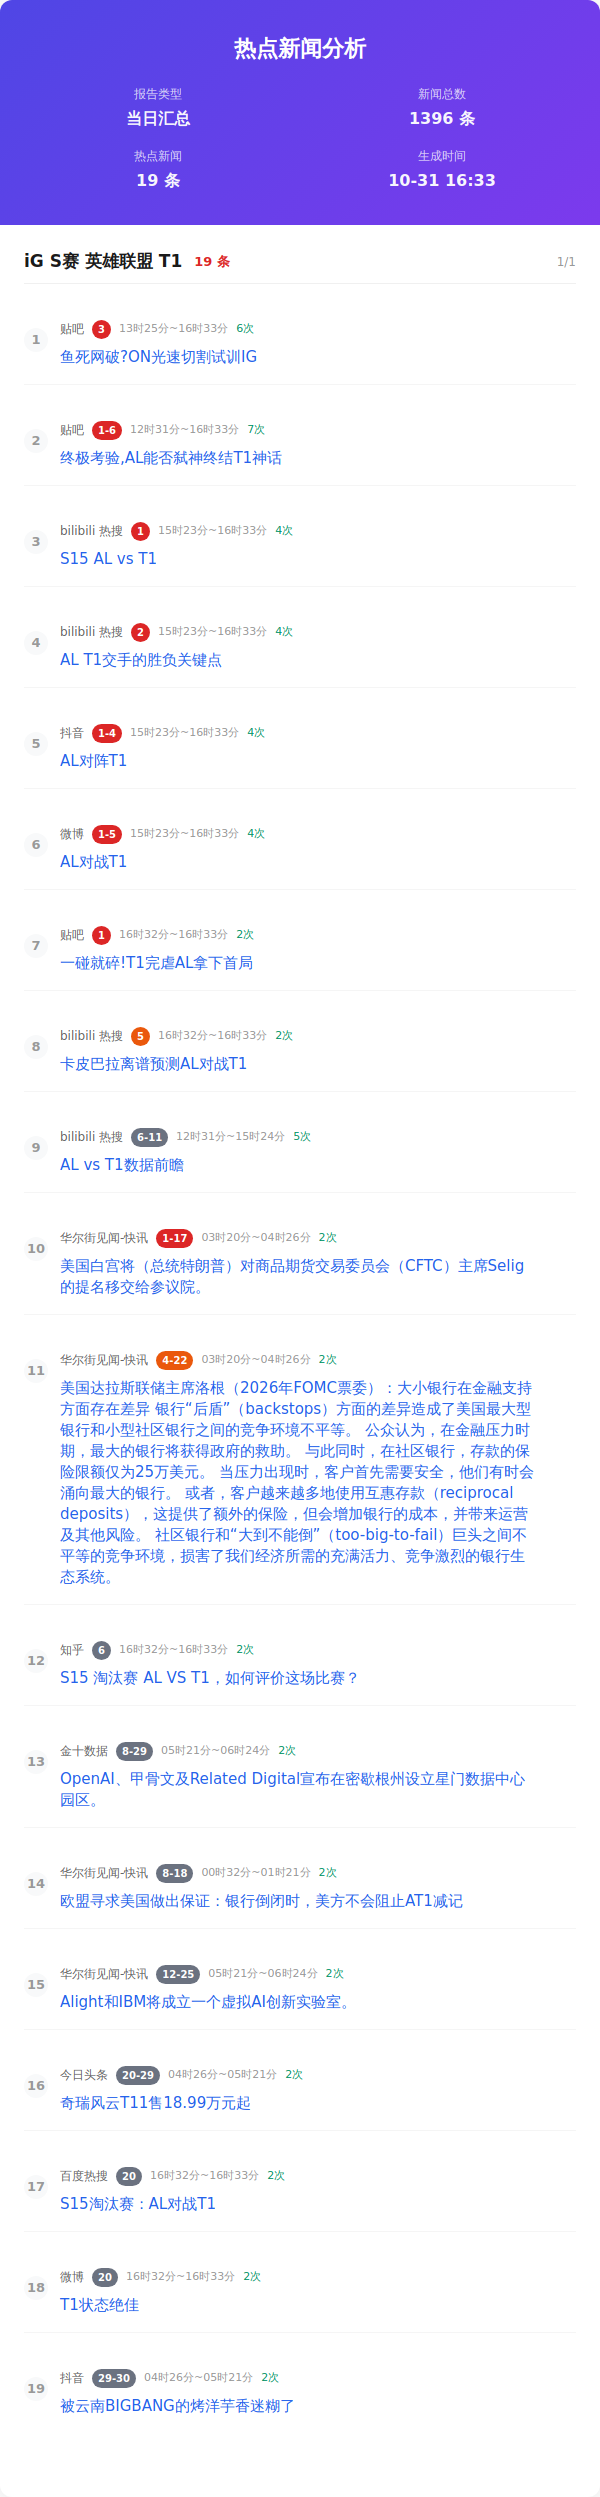 热点新闻分析
报告类型
新闻总数
当日汇总
1396 条
热点新闻
生成时间
19 条
10-31 16:33
iG S赛 英雄联盟 T1 19 条 1/1
1
贴吧 3 13时25分~16时33分 6次
鱼死网破?ON光速切割试训IG
2
贴吧 1-6 12时31分~16时33分 7次
终极考验,AL能否弑神终结T1神话
3
bilibili 热搜 1 15时23分~16时33分 4次
S15 AL vs T1
4
bilibili 热搜 2 15时23分~16时33分 4次
AL T1交手的胜负关键点
5
抖音 1-4 15时23分~16时33分 4次
AL对阵T1
6
微博 1-5 15时23分~16时33分 4次
AL对战T1
7
贴吧 1 16时32分~16时33分 2次
一碰就碎!T1完虐AL拿下首局
8
bilibili 热搜 5 16时32分~16时33分 2次
卡皮巴拉离谱预测AL对战T1
9
bilibili 热搜 6-11 12时31分~15时24分 5次
AL vs T1数据前瞻
10
华尔街见闻-快讯 1-17 03时20分~04时26分 2次
美国白宫将（总统特朗普）对商品期货交易委员会（CFTC）主席Selig
的提名移交给参议院。
11
华尔街见闻-快讯 4-22 03时20分~04时26分 2次
美国达拉斯联储主席洛根（2026年FOMC票委）：大小银行在金融支持
方面存在差异 银行“后盾”（backstops）方面的差异造成了美国最大型
银行和小型社区银行之间的竞争环境不平等。 公众认为，在金融压力时
期，最大的银行将获得政府的救助。 与此同时，在社区银行，存款的保
险限额仅为25万美元。 当压力出现时，客户首先需要安全，他们有时会
涌向最大的银行。 或者，客户越来越多地使用互惠存款（reciprocal
deposits），这提供了额外的保险，但会增加银行的成本，并带来运营
及其他风险。 社区银行和“大到不能倒”（too-big-to-fail）巨头之间不
平等的竞争环境，损害了我们经济所需的充满活力、竞争激烈的银行生
态系统。
12
知乎 6 16时32分~16时33分 2次
S15 淘汰赛 AL VS T1，如何评价这场比赛？
13
金十数据 8-29 05时21分~06时24分 2次
OpenAI、甲骨文及Related Digital宣布在密歇根州设立星门数据中心
园区。
14
华尔街见闻-快讯 8-18 00时32分~01时21分 2次
欧盟寻求美国做出保证：银行倒闭时，美方不会阻止AT1减记
15
华尔街见闻-快讯 12-25 05时21分~06时24分 2次
Alight和IBM将成立一个虚拟AI创新实验室。
16
今日头条 20-29 04时26分~05时21分 2次
奇瑞风云T11售18.99万元起
17
百度热搜 20 16时32分~16时33分 2次
S15淘汰赛：AL对战T1
18
微博 20 16时32分~16时33分 2次
T1状态绝佳
19
抖音 29-30 04时26分~05时21分 2次
被云南BIGBANG的烤洋芋香迷糊了